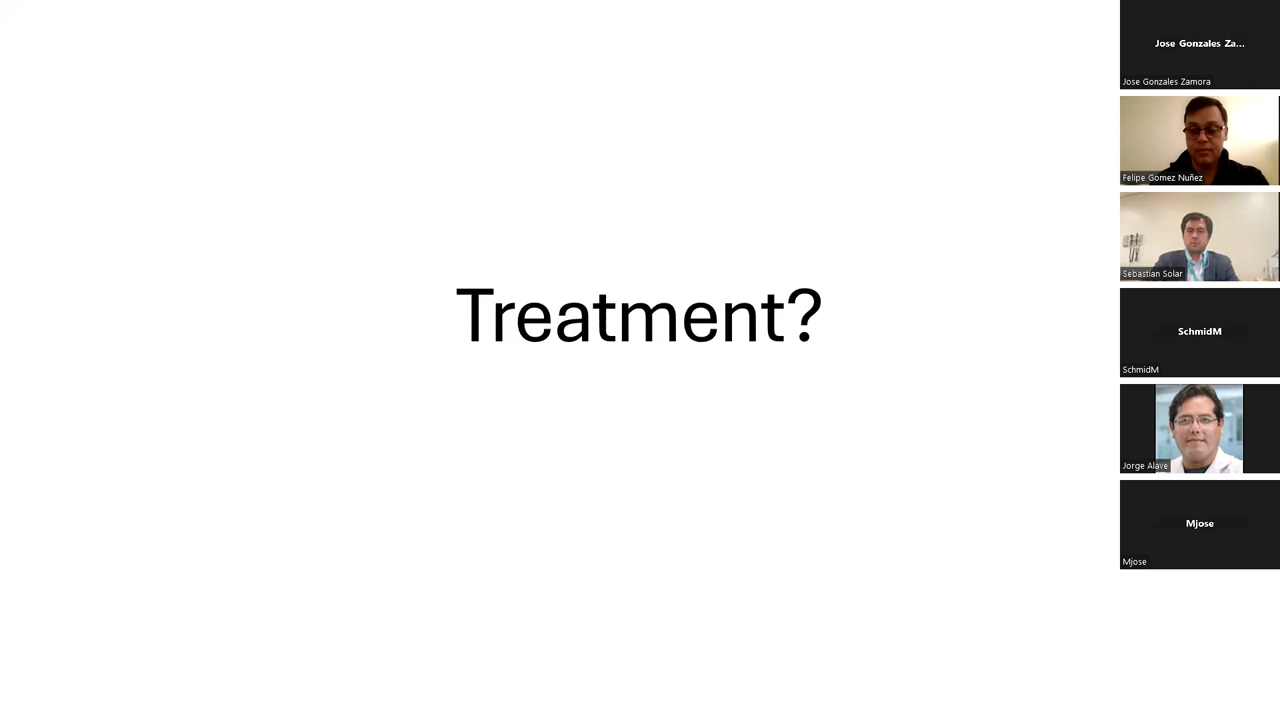 Treatment?
Jose Gonzales Za...
Jose Gonzales Zamora
Felipe Gomez Nuñez
Sebastian Solar
SchmidM
SchmidM
Jorge Alave
Mjose
Mjose